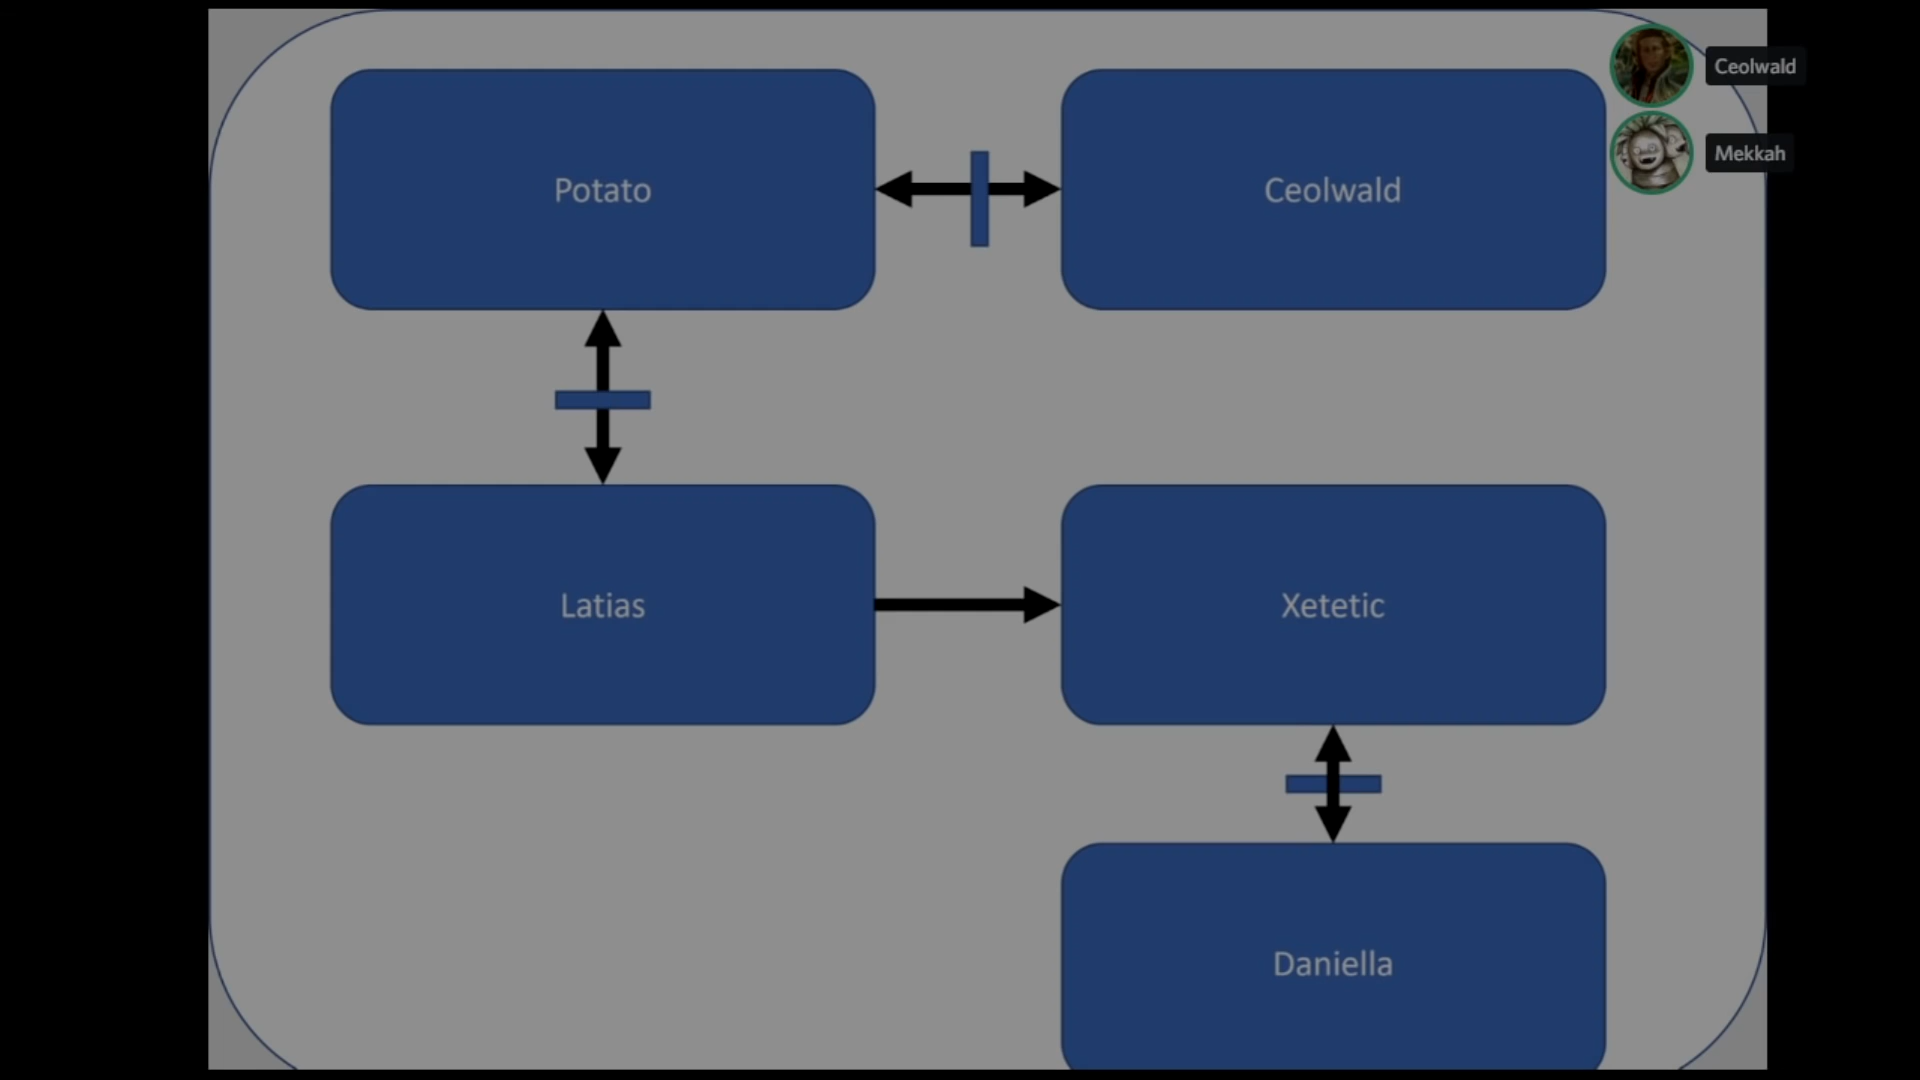 Potato
Ceolwald
Ceolwald
Mekkah
Latias
Xetetic
Daniella